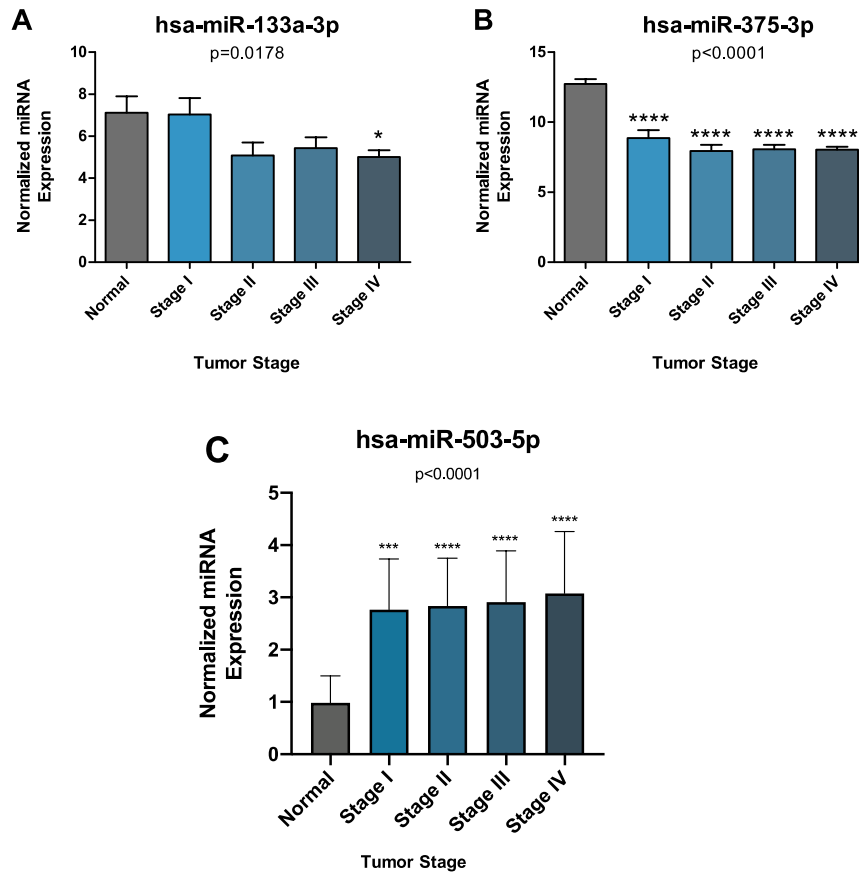 A
hsa-miR-133a-3p
p=0.0178
Normalized miRNA
Expression
10
8
6
4
2
0
*
Normal
Stage I
Stage II
Stage III
Stage IV
Tumor Stage
B
hsa-miR-375-3p
p<0.0001
Normalized miRNA
Expression
15
10
5
0
****
****
****
****
Normal
Stage I
Stage II
Stage III
Stage IV
Tumor Stage
C
hsa-miR-503-5p
p<0.0001
Normalized miRNA
Expression
5
4
3
2
1
0
***
****
****
****
Normal
Stage I
Stage II
Stage III
Stage IV
Tumor Stage